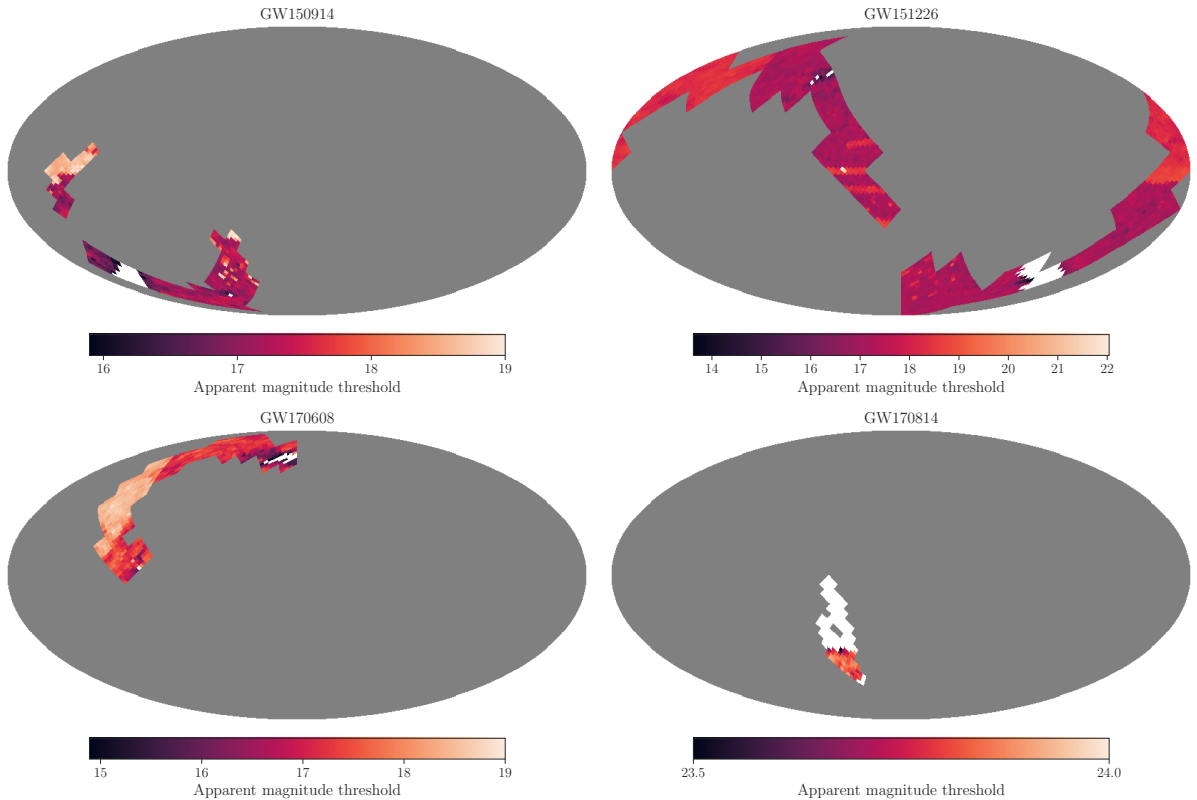 GW150914
GW151226
16 17 18 19
Apparent magnitude threshold
14 15 16 17 18 19 20 21 22
Apparent magnitude threshold
GW170608
GW170814
15 16 17 18 19
Apparent magnitude threshold
23.5 24.0
Apparent magnitude threshold